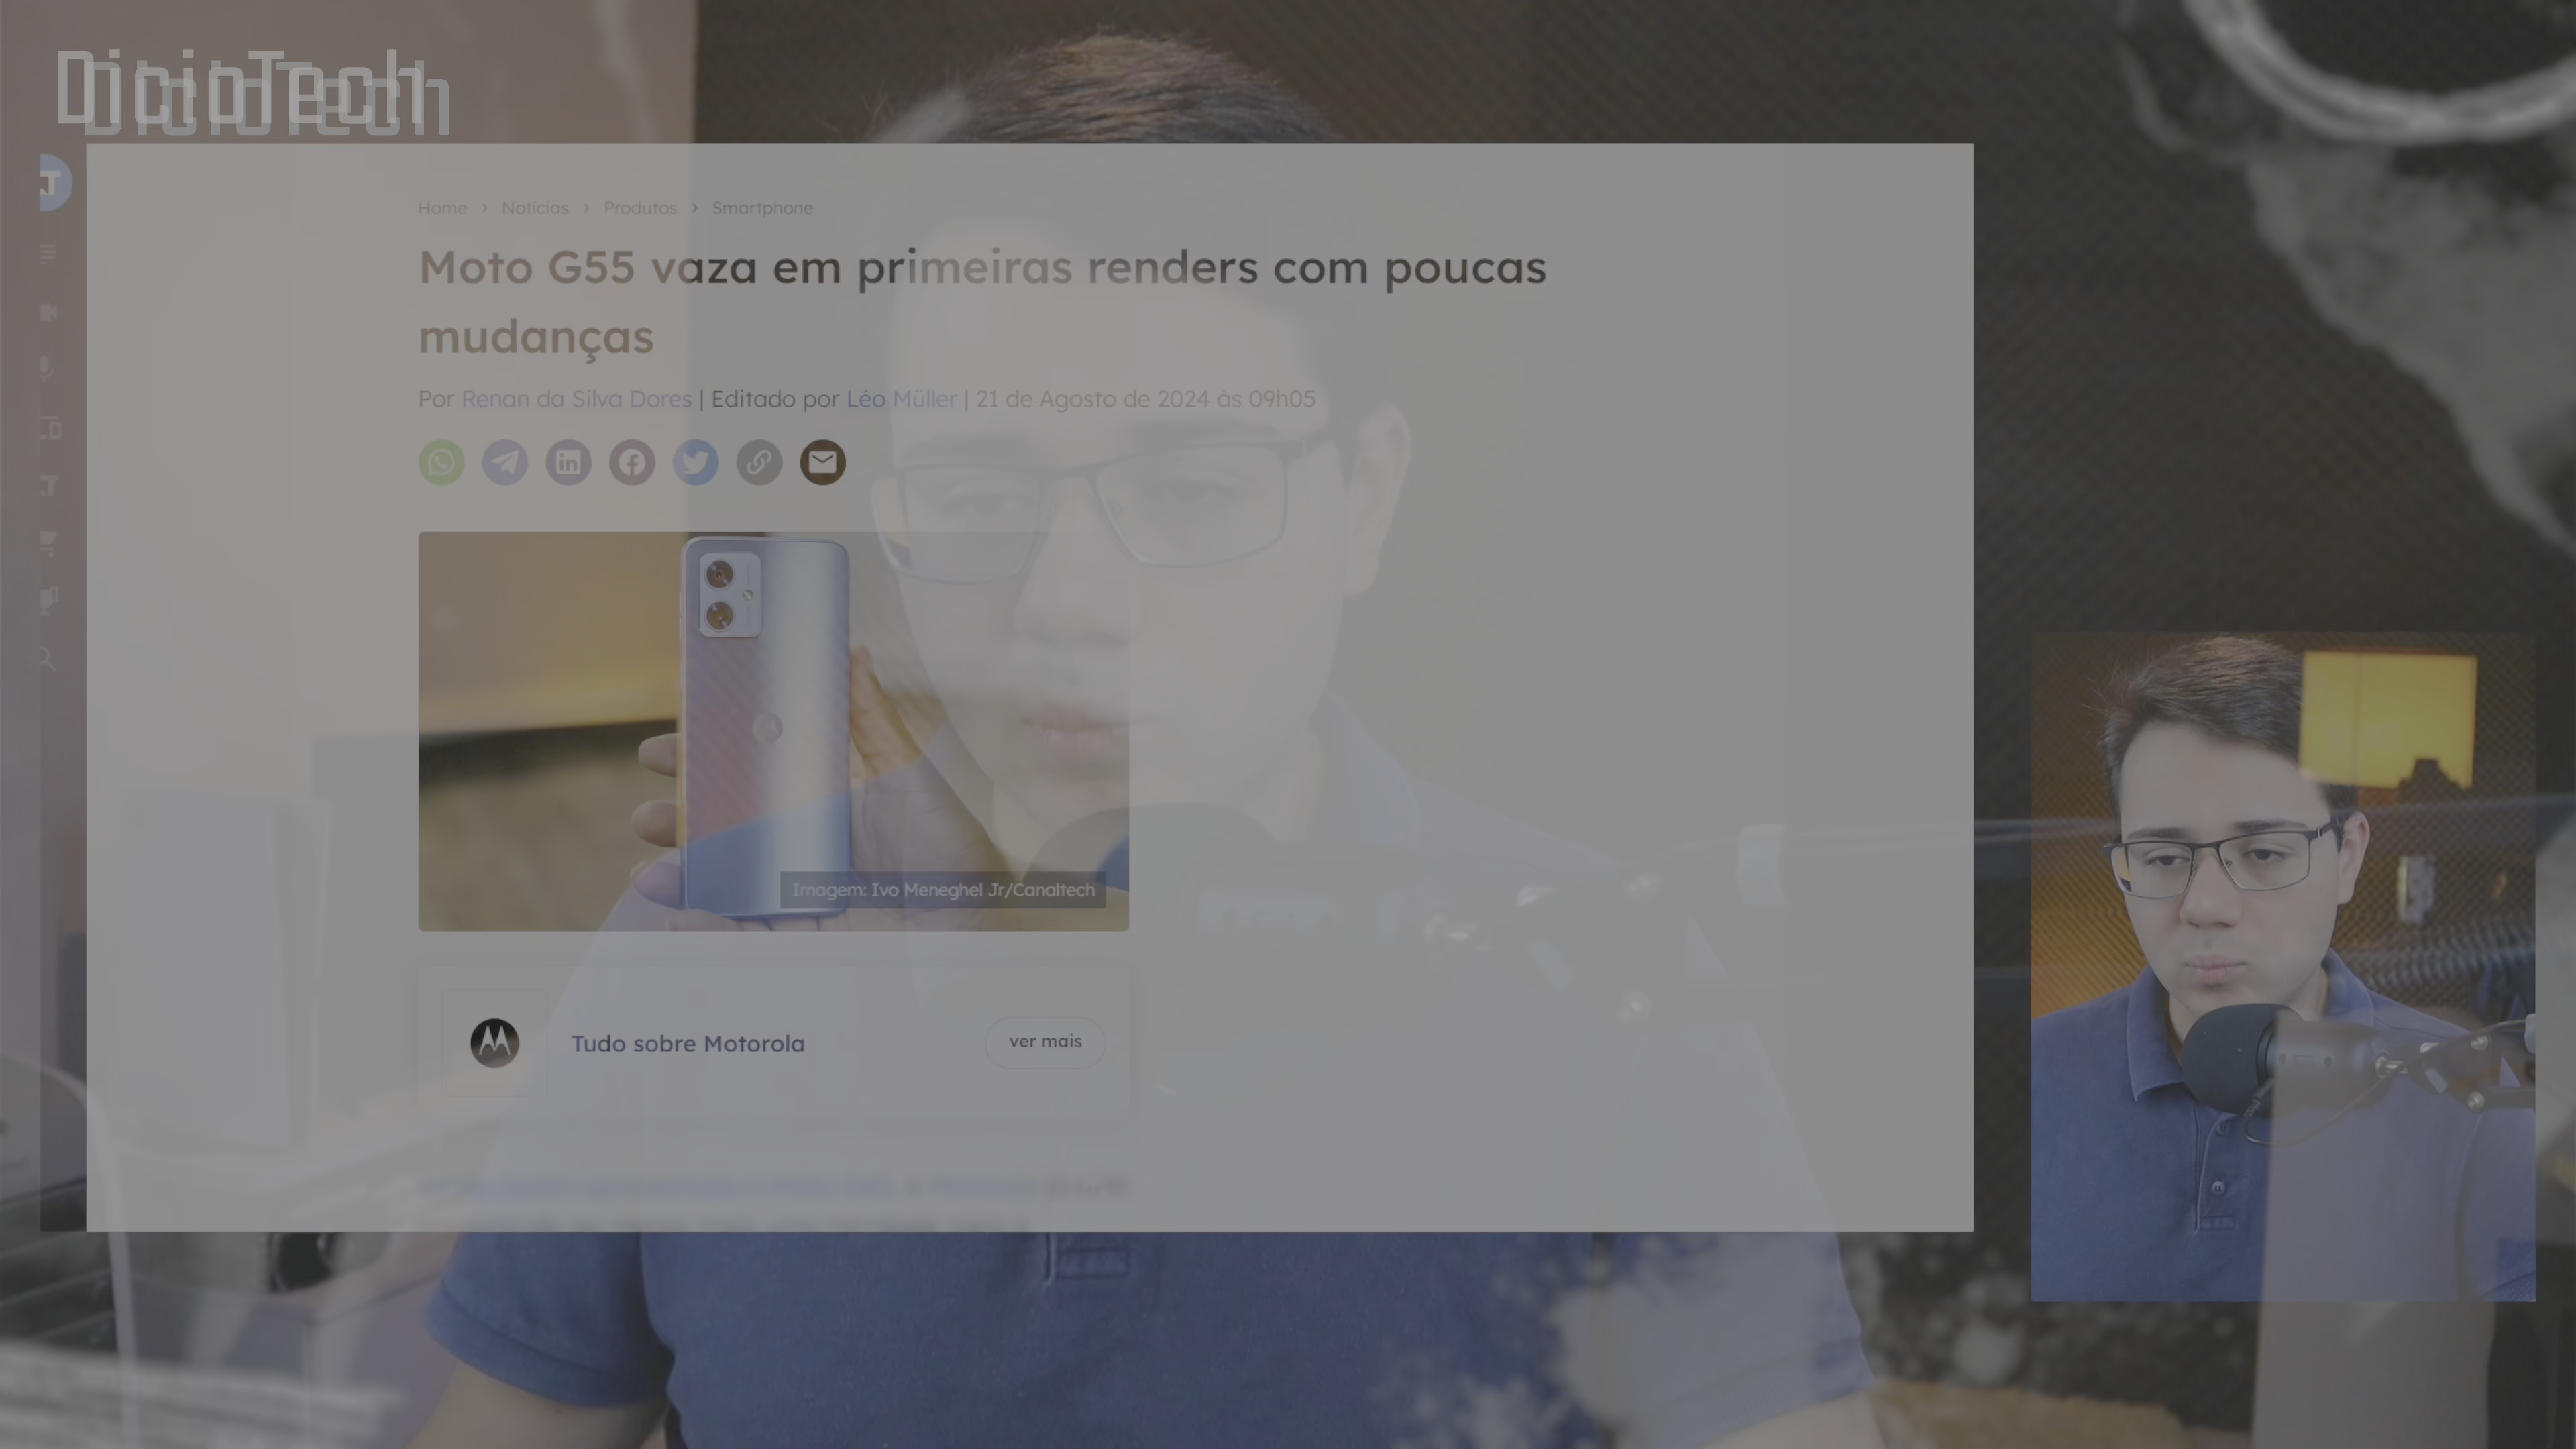 DicioTech
Home › Notícias › Produtos › Smartphone
Moto G55 vaza em primeiras renders com poucas
mudanças
Por Renan da Silva Dores | Editado por Léo Müller | 21 de Agosto de 2024 às 09h05
Imagem: Ivo Meneghel Jr/Canaltech
Tudo sobre Motorola
ver mais